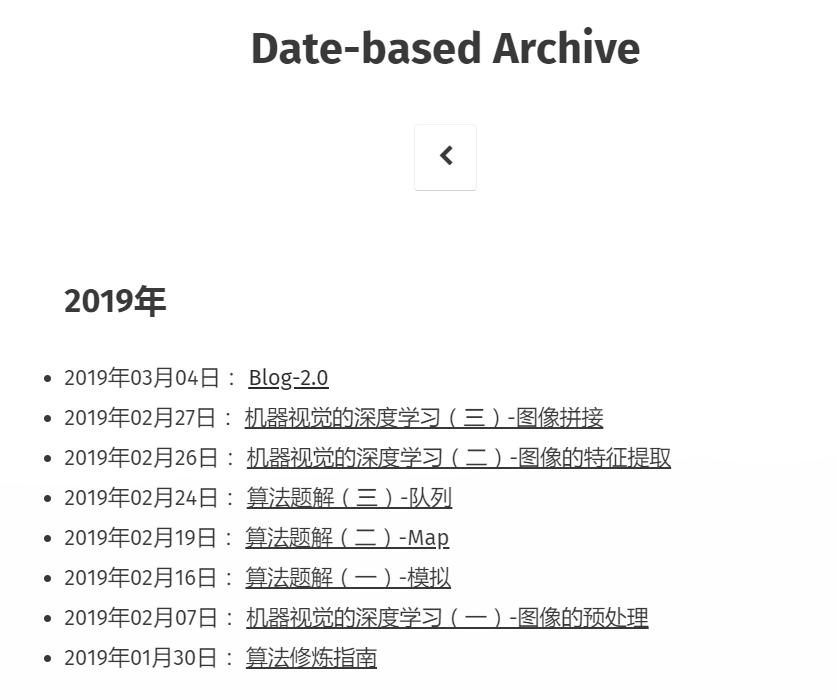 Date-based Archive
2019年
2019年03月04日： Blog-2.0
2019年02月27日： 机器视觉的深度学习（三）-图像拼接
2019年02月26日： 机器视觉的深度学习（二）-图像的特征提取
2019年02月24日： 算法题解（三）-队列
2019年02月19日： 算法题解（二）-Map
2019年02月16日： 算法题解（一）-模拟
2019年02月07日： 机器视觉的深度学习（一）-图像的预处理
2019年01月30日： 算法修炼指南